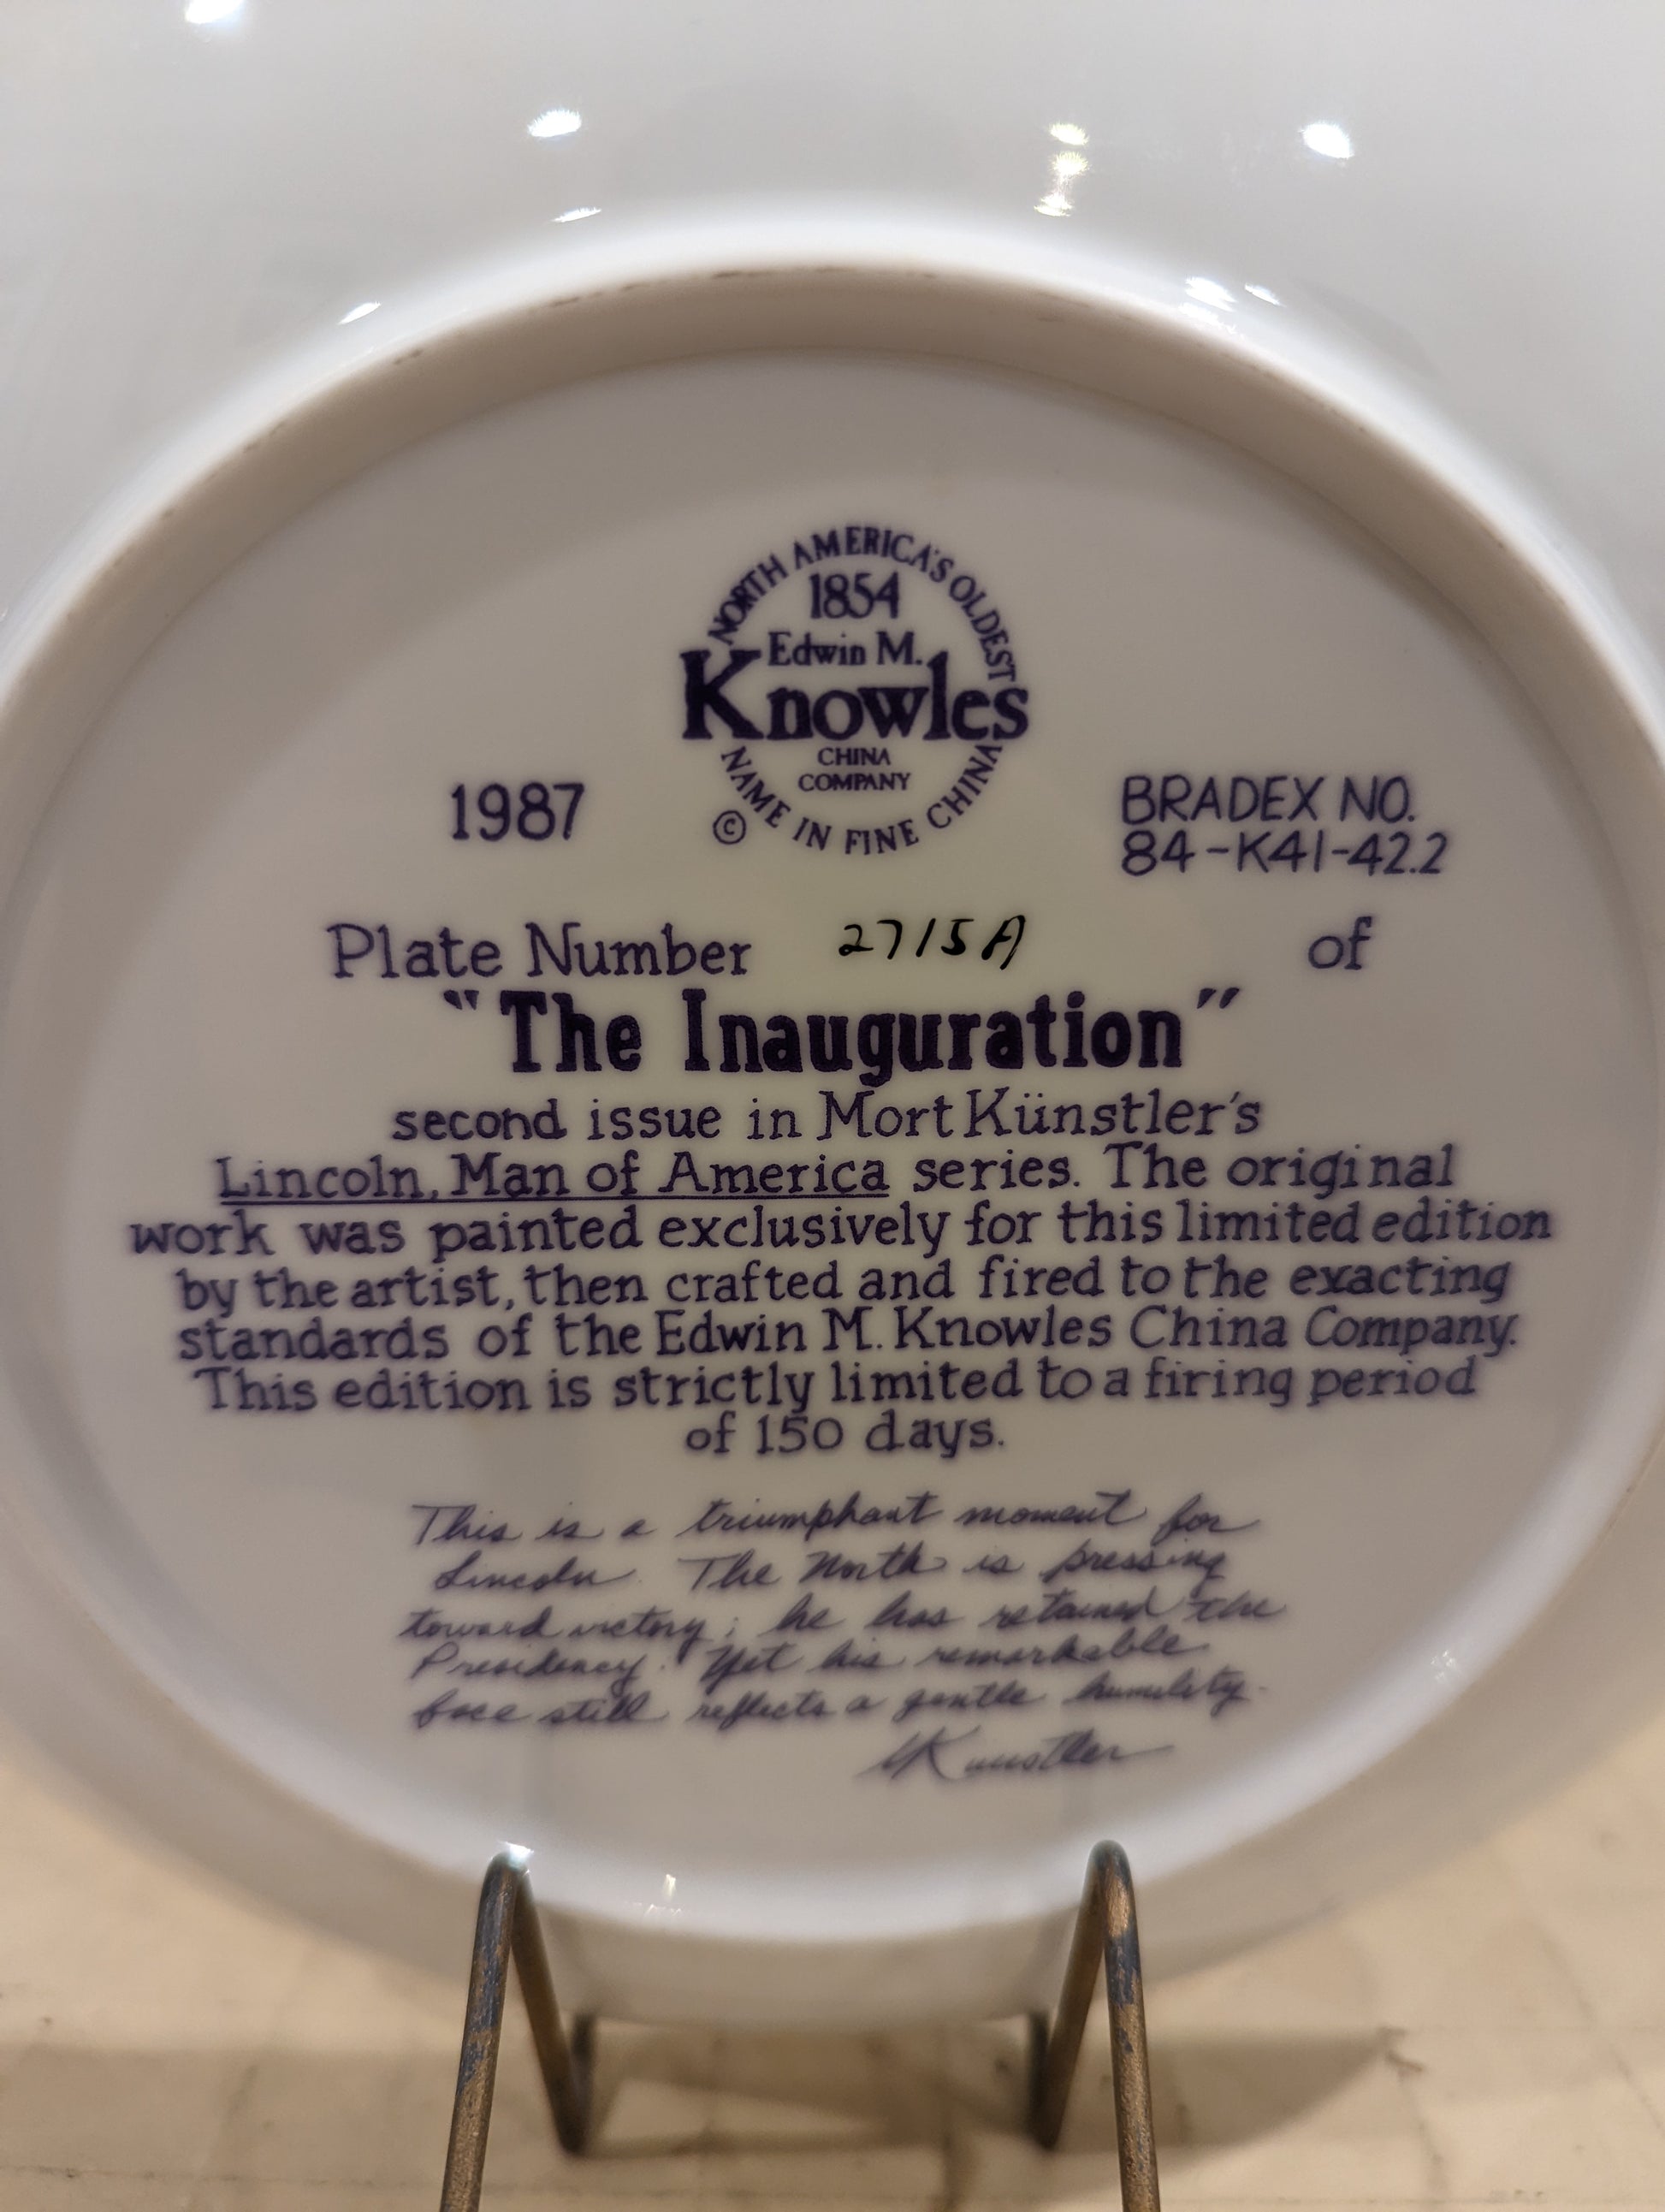 NORTH AMERICA'S OLDEST
1854
Edwin M.
Knowles
CHINA
COMPANY
NAME IN FINE CHINA
©
1987
BRADEX NO.
84-K41-42.2
Plate Number 2715A of
"The Inauguration"
second issue in Mort Künstler's
Lincoln, Man of America series. The original
work was painted exclusively for this limited edition
by the artist, then crafted and fired to the exacting
standards of the Edwin M. Knowles China Company.
This edition is strictly limited to a firing period
of 150 days.
This is a triumphant moment for
Lincoln. The North is pressing
toward victory; he has retained the
Presidency. Yet his remarkable
face still reflects a gentle humility.
MKünstler